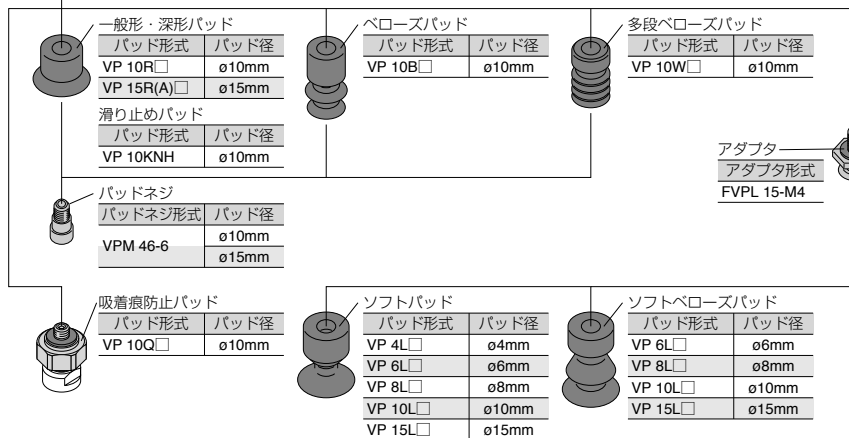 一般形・深形パッド
パッド形式 パッド径
VP 10R□ ø10mm
VP 15R(A)□ ø15mm
滑り止めパッド
パッド形式 パッド径
VP 10KNH ø10mm
ベローズパッド
パッド形式 パッド径
VP 10B□ ø10mm
多段ベローズパッド
パッド形式 パッド径
VP 10W□ ø10mm
アダプタ
アダプタ形式
FVPL 15-M4
パッドネジ
パッドネジ形式 パッド径
VPM 46-6 ø10mm
ø15mm
吸着痕防止パッド
パッド形式 パッド径
VP 10Q□ ø10mm
ソフトパッド
パッド形式 パッド径
VP 4L□ ø4mm
VP 6L□ ø6mm
VP 8L□ ø8mm
VP 10L□ ø10mm
VP 15L□ ø15mm
ソフトベローズパッド
パッド形式 パッド径
VP 6L□ ø6mm
VP 8L□ ø8mm
VP 10L□ ø10mm
VP 15L□ ø15mm